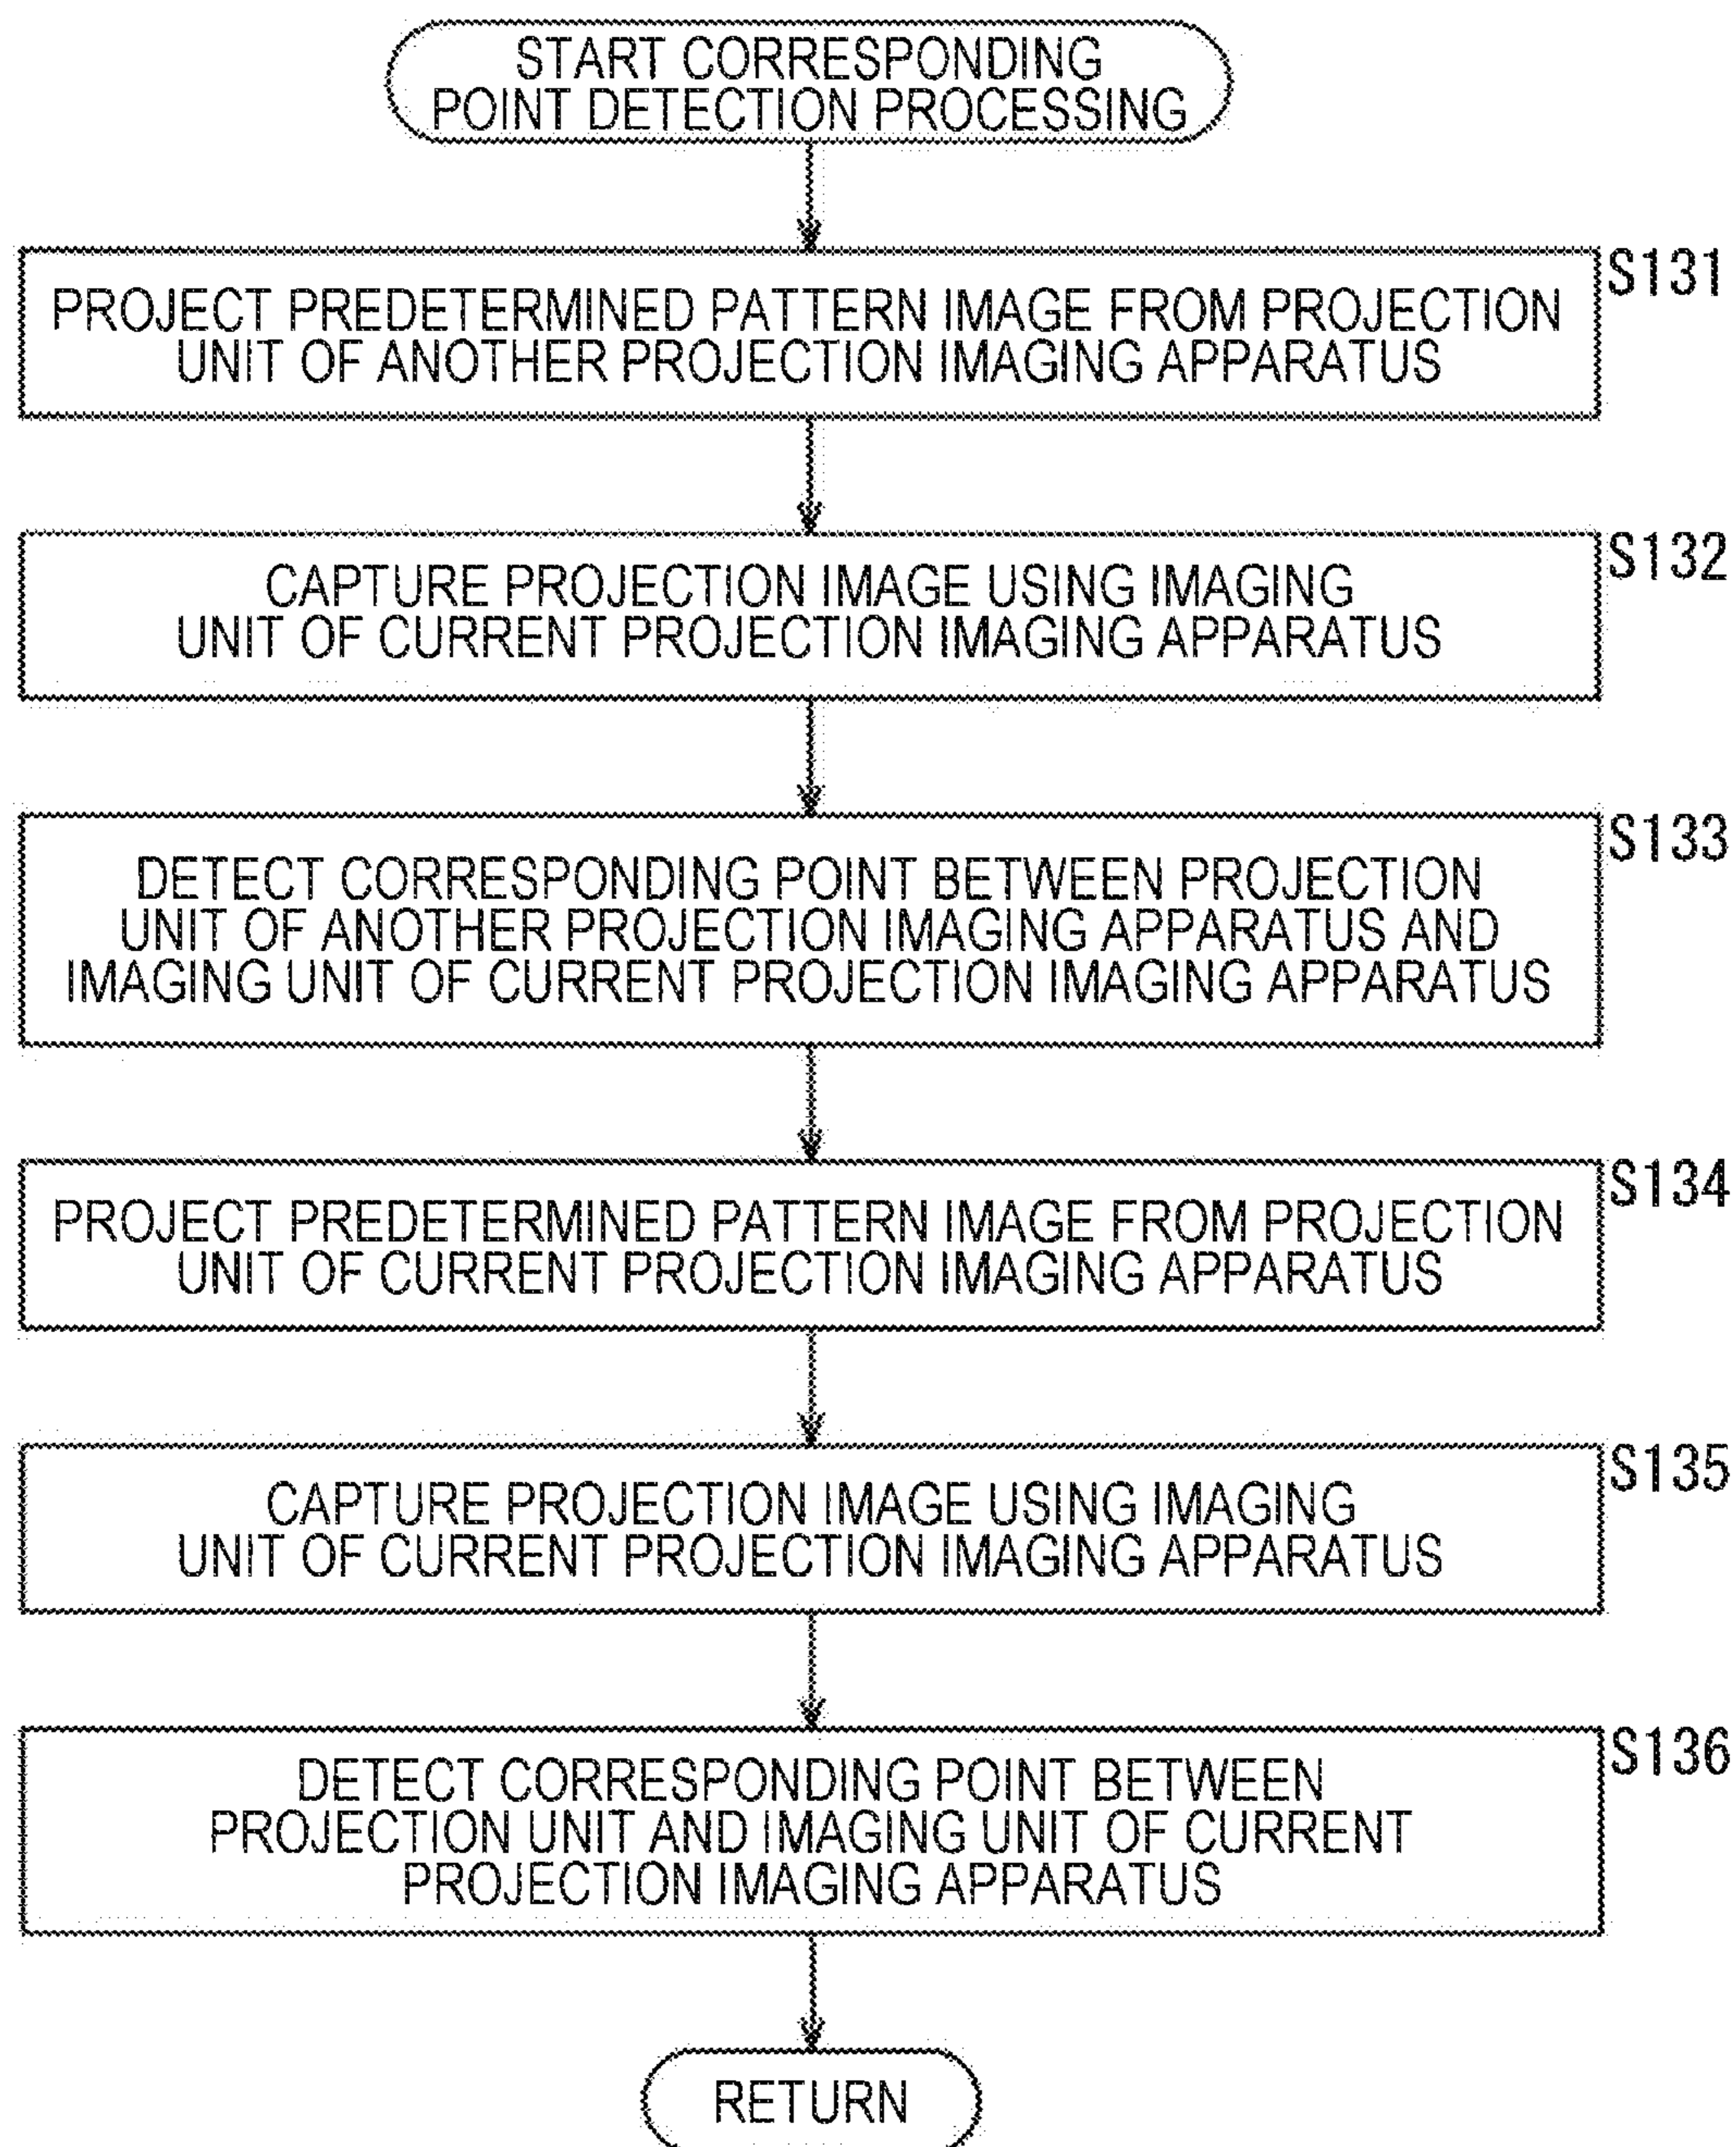 START CORRESPONDING
POINT DETECTION PROCESSING
S131
PROJECT PREDETERMINED PATTERN IMAGE FROM PROJECTION
UNIT OF ANOTHER PROJECTION IMAGING APPARATUS
S132
CAPTURE PROJECTION IMAGE USING IMAGING
UNIT OF CURRENT PROJECTION IMAGING APPARATUS
S133
DETECT CORRESPONDING POINT BETWEEN PROJECTION
UNIT OF ANOTHER PROJECTION IMAGING APPARATUS AND
IMAGING UNIT OF CURRENT PROJECTION IMAGING APPARATUS
S134
PROJECT PREDETERMINED PATTERN IMAGE FROM PROJECTION
UNIT OF CURRENT PROJECTION IMAGING APPARATUS
S135
CAPTURE PROJECTION IMAGE USING IMAGING
UNIT OF CURRENT PROJECTION IMAGING APPARATUS
S136
DETECT CORRESPONDING POINT BETWEEN
PROJECTION UNIT AND IMAGING UNIT OF CURRENT
PROJECTION IMAGING APPARATUS
RETURN